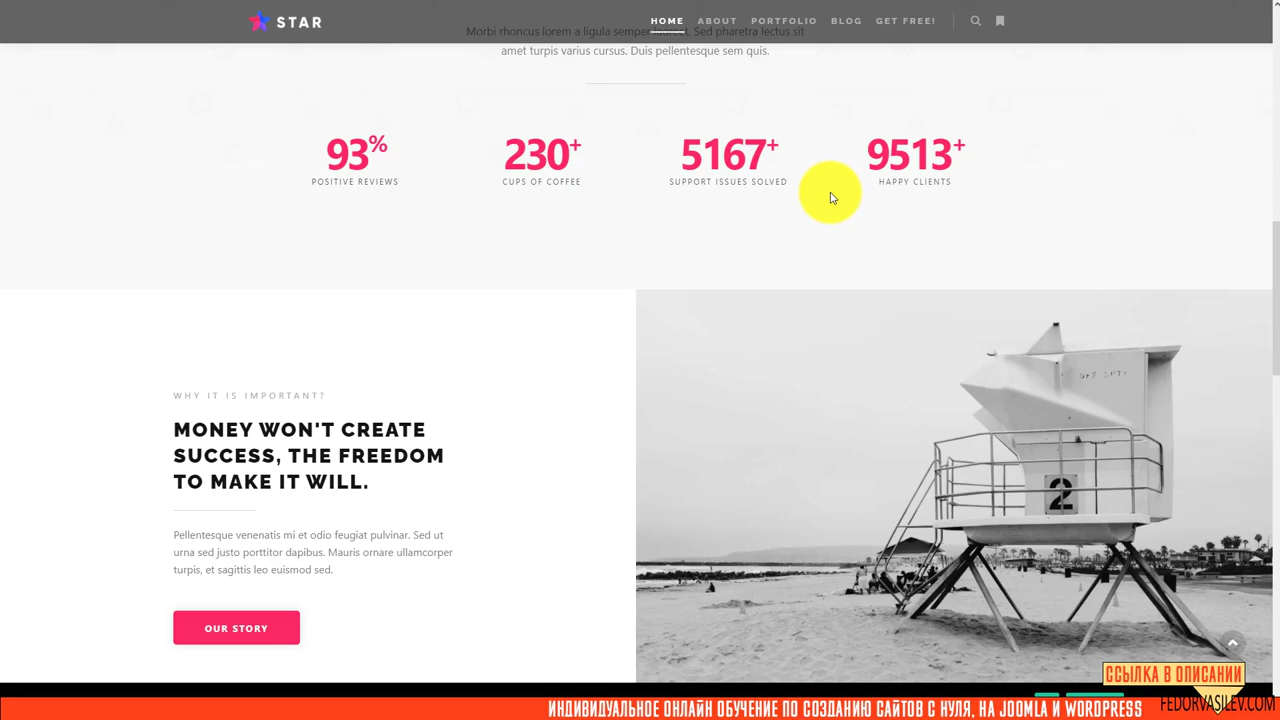 STAR
HOME ABOUT PORTFOLIO BLOG GET FREE!
Morbi rhoncus lorem a ligula semper laoreet. Sed pharetra lectus sit
amet turpis varius cursus. Duis pellentesque sem quis.
93% 230+ 5167+ 9513+
POSITIVE REVIEWS CUPS OF COFFEE SUPPORT ISSUES SOLVED HAPPY CLIENTS
WHY IT IS IMPORTANT?
MONEY WON'T CREATE
SUCCESS, THE FREEDOM
TO MAKE IT WILL.
Pellentesque venenatis mi et odio feugiat pulvinar. Sed ut
urna sed justo porttitor dapibus. Mauris ornare ullamcorper
turpis, et sagittis leo euismod sed.
OUR STORY
2
ССЫЛКА В ОПИСАНИИ
ИНДИВИДУАЛЬНОЕ ОНЛАЙН ОБУЧЕНИЕ ПО СОЗДАНИЮ САЙТОВ С НУЛЯ, НА JOOMLA И WORDPRESS
FEDORVASILEV.COM